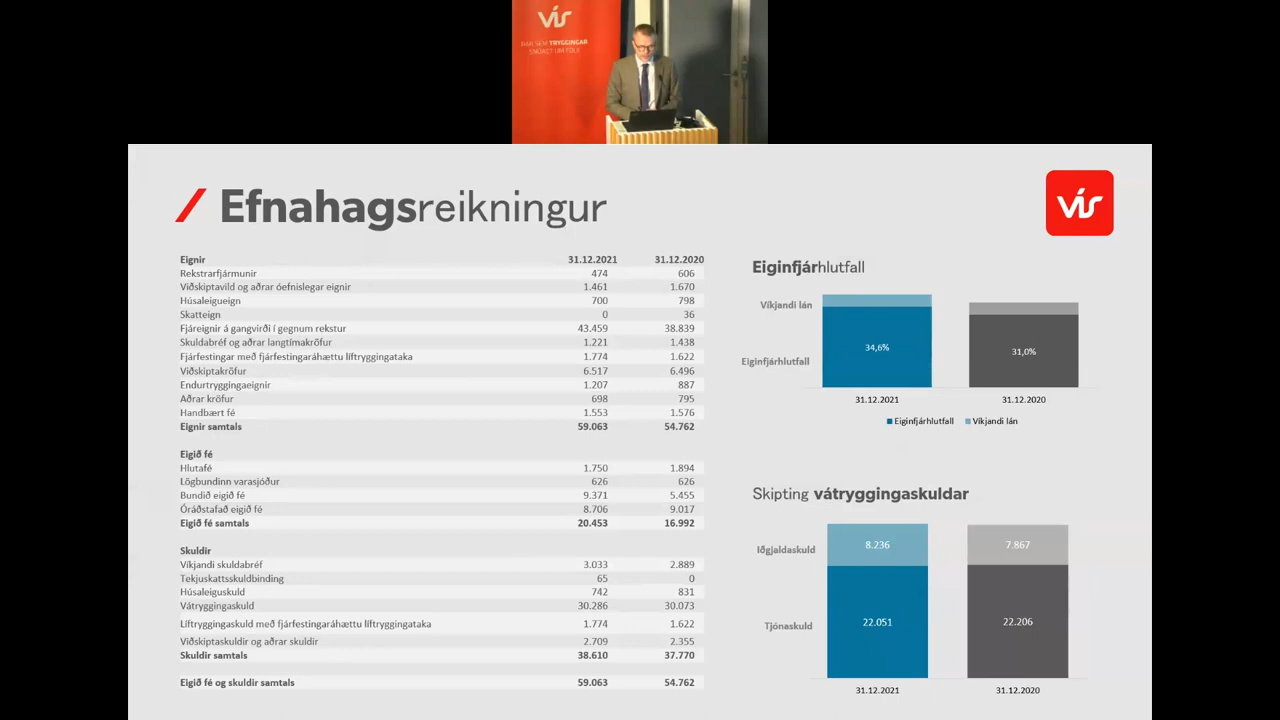 vís
ÞAR SEM TRYGGINGAR
SNÚAST UM FÓLK
Efnahagsreikningur
vís
Eignir 31.12.2021 31.12.2020
Rekstrarfjármunir 474 606
Viðskiptavild og aðrar óefnislegar eignir 1.461 1.670
Húsaleigueign 700 798
Skatteign 0 36
Fjáreignir á gangvirði í gegnum rekstur 43.459 38.839
Skuldabréf og aðrar langtímakröfur 1.221 1.438
Fjárfestingar með fjárfestingaráhættu líftryggingataka 1.774 1.622
Viðskiptakröfur 6.517 6.496
Endurtryggingaeignir 1.207 887
Aðrar kröfur 698 795
Handbært fé 1.553 1.576
Eignir samtals 59.063 54.762
Eigið fé
Hlutafé 1.750 1.894
Lögbundinn varasjóður 626 626
Bundið eigið fé 9.371 5.455
Óráðstafað eigið fé 8.706 9.017
Eigið fé samtals 20.453 16.992
Skuldir
Víkjandi skuldabréf 3.033 2.889
Tekjuskattsskuldbinding 65 0
Húsaleiguskuld 742 831
Vátryggingaskuld 30.286 30.073
Líftryggingaskuld með fjárfestingaráhættu líftryggingataka 1.774 1.622
Viðskiptaskuldir og aðrar skuldir 2.709 2.355
Skuldir samtals 38.610 37.770
Eigið fé og skuldir samtals 59.063 54.762
Eiginfjárhlutfall
Víkjandi lán
Eiginfjárhlutfall
34,6% 31,0%
31.12.2021 31.12.2020
Eiginfjárhlutfall Víkjandi lán
Skipting vátryggingaskuldar
Iðgjaldaskuld 8.236 7.867
Tjónaskuld 22.051 22.206
31.12.2021 31.12.2020